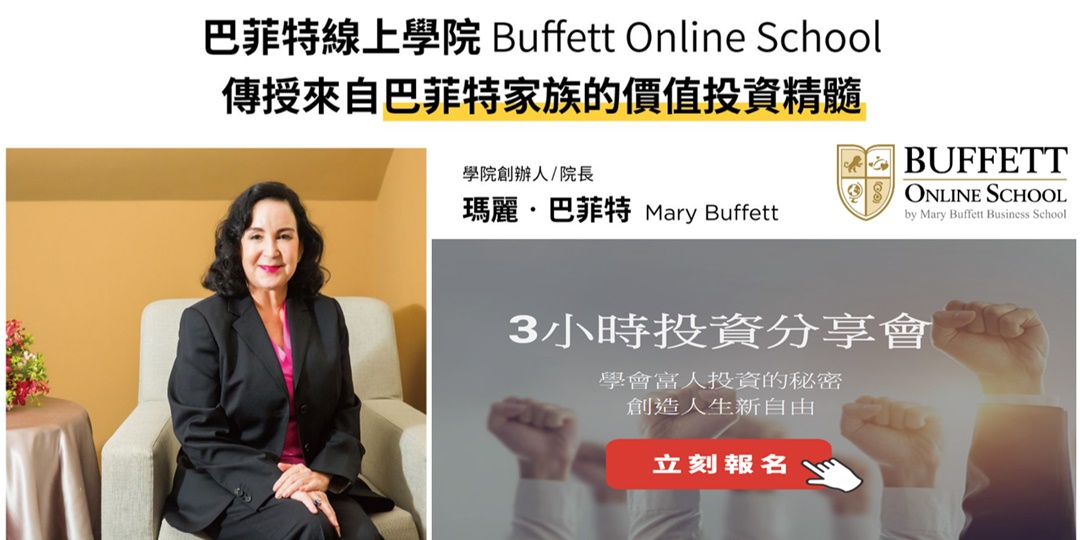 巴菲特線上學院 Buffett Online School
傳授來自巴菲特家族的價值投資精髓
學院創辦人/院長
瑪麗·巴菲特 Mary Buffett
BUFFETT
ONLINE SCHOOL
by Mary Buffett Business School
3小時投資分享會
學會富人投資的秘密
創造人生新自由
立刻報名